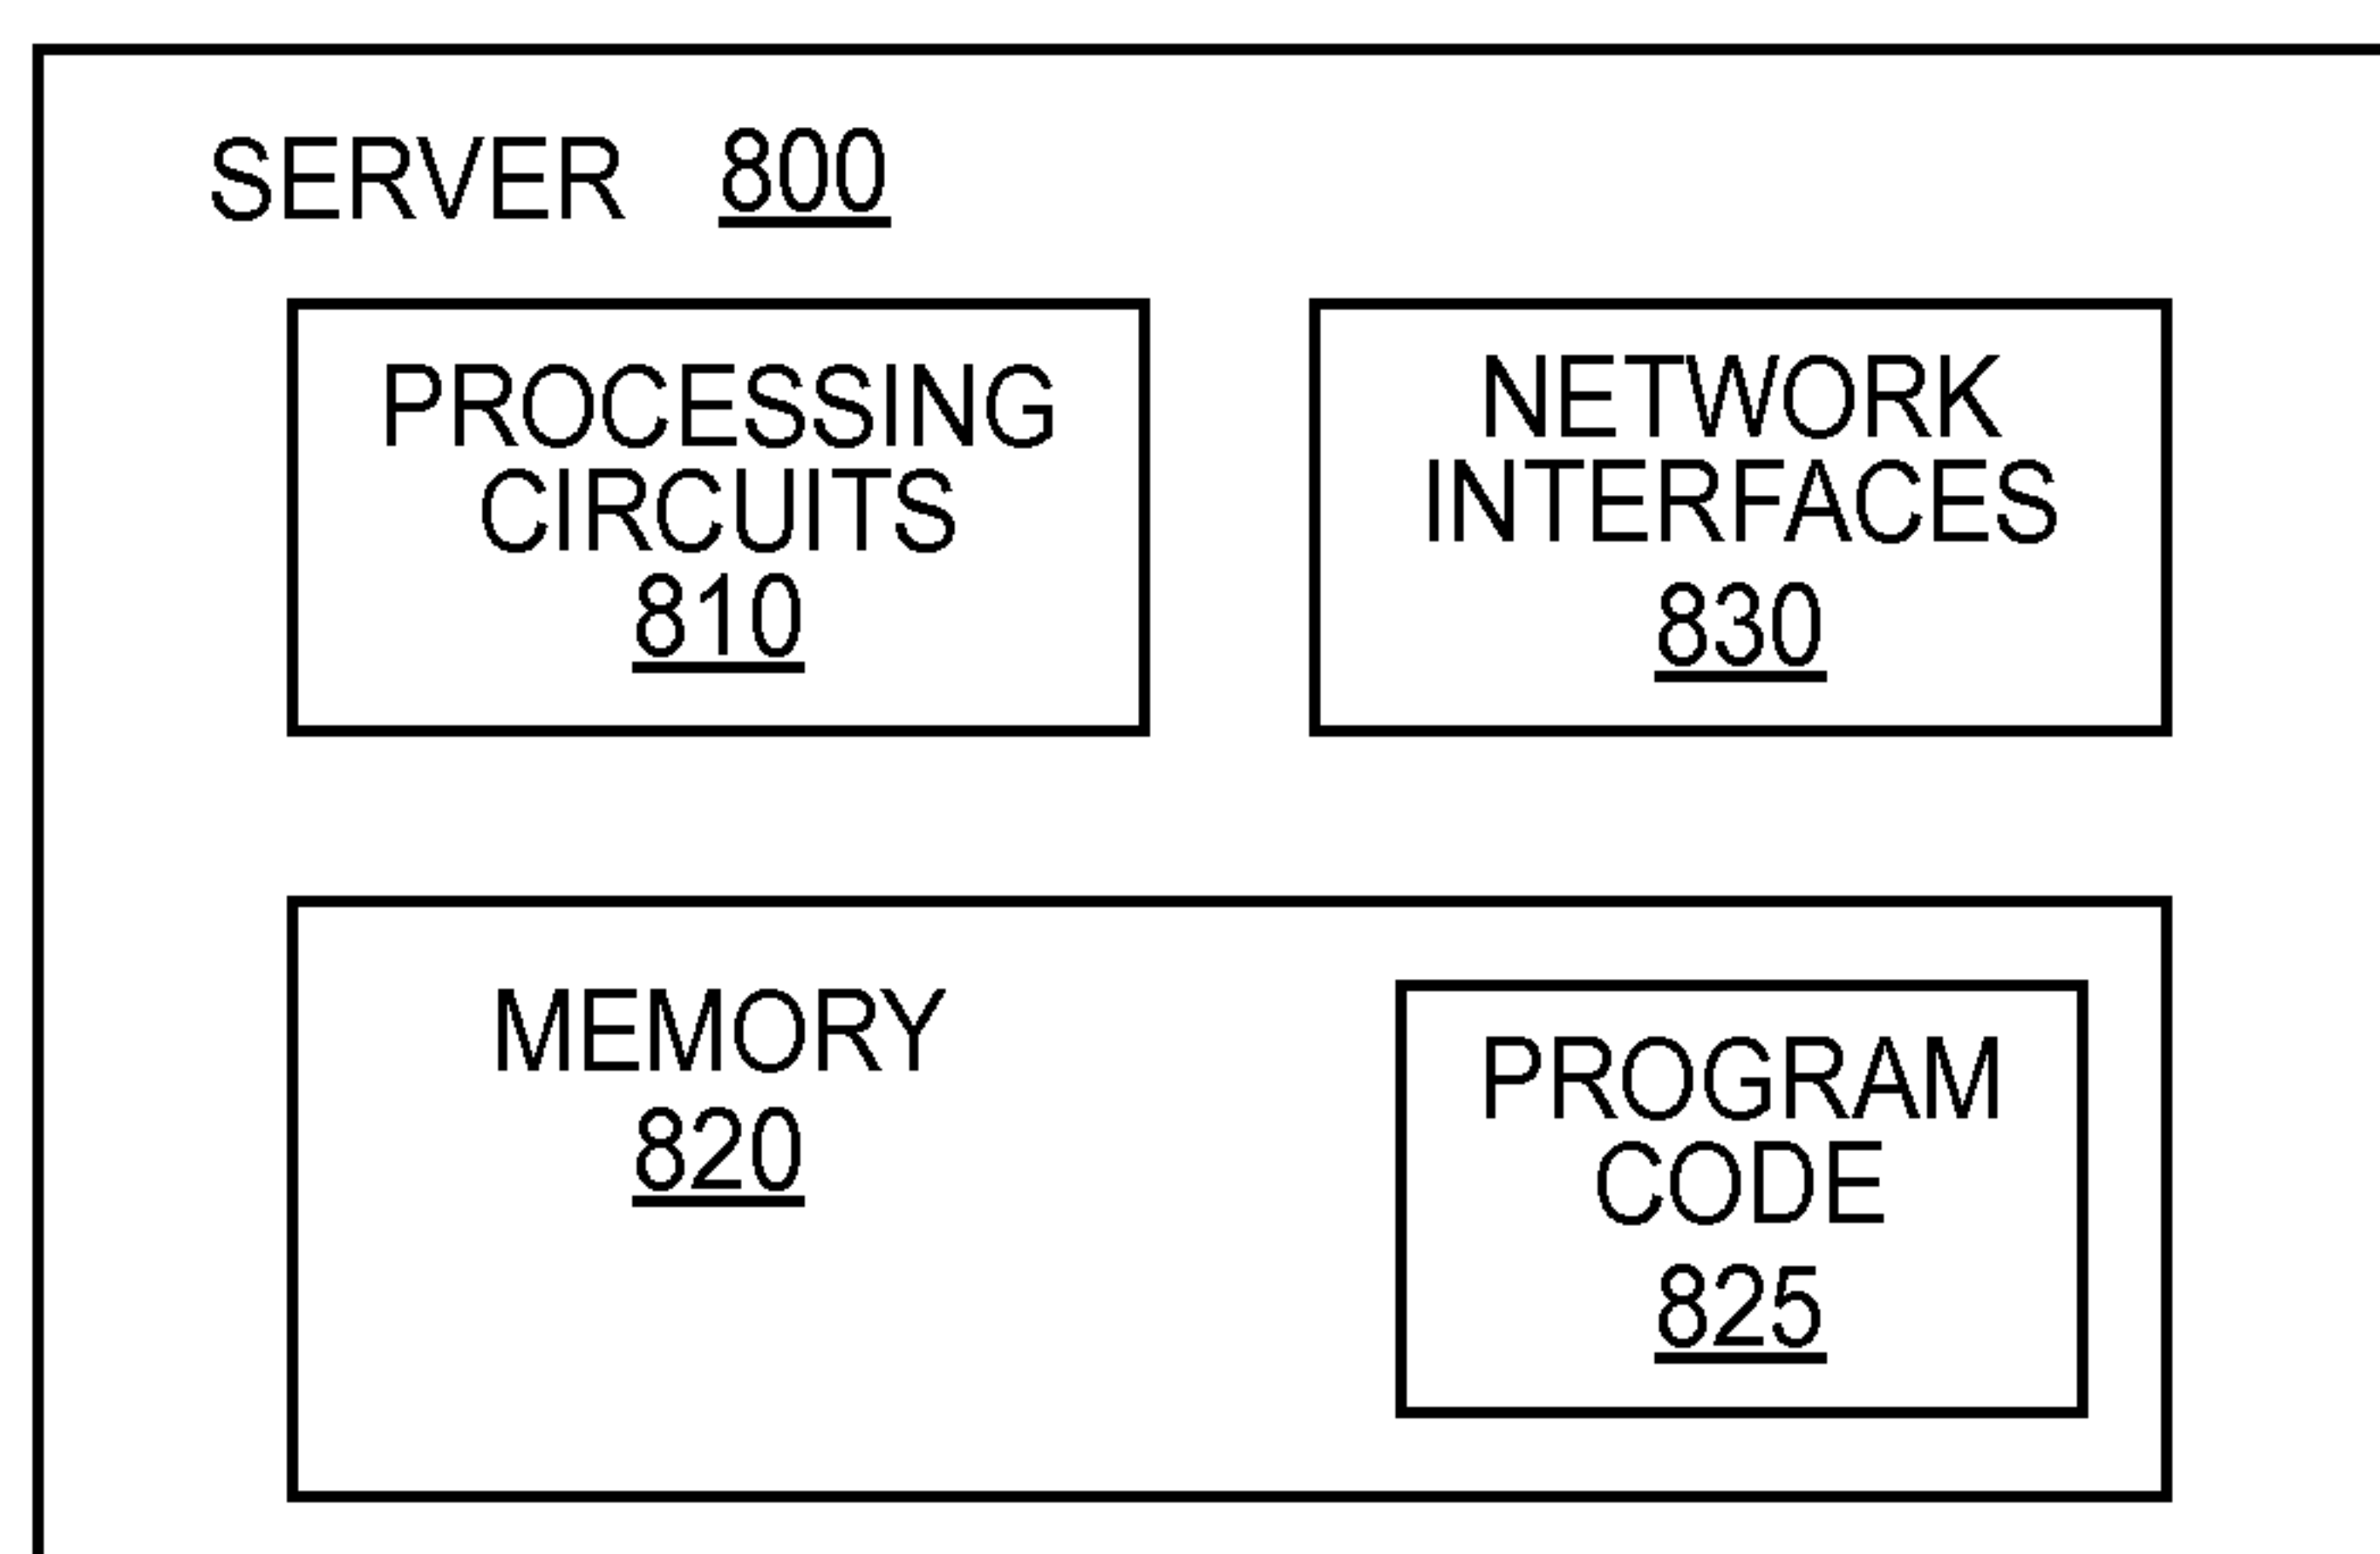 SERVER 800
PROCESSING
CIRCUITS
810
NETWORK
INTERFACES
830
MEMORY
820
PROGRAM
CODE
825